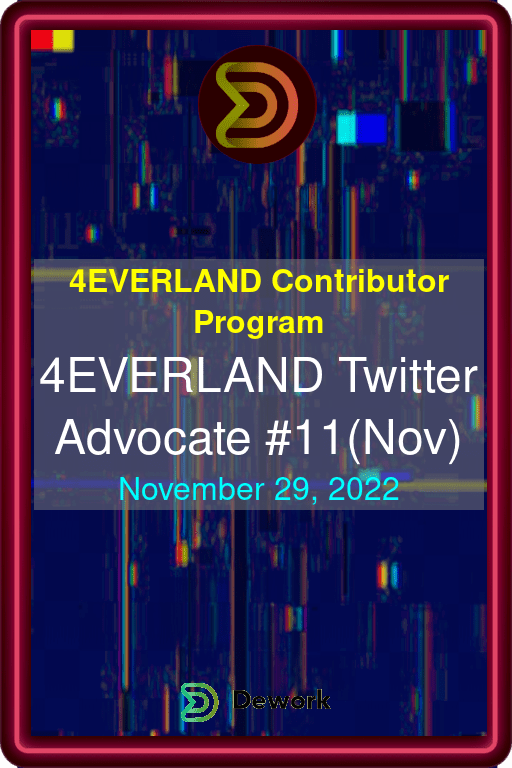 4EVERLAND Contributor
Program
4EVERLAND Twitter
Advocate #11(Nov)
November 29, 2022
Dework